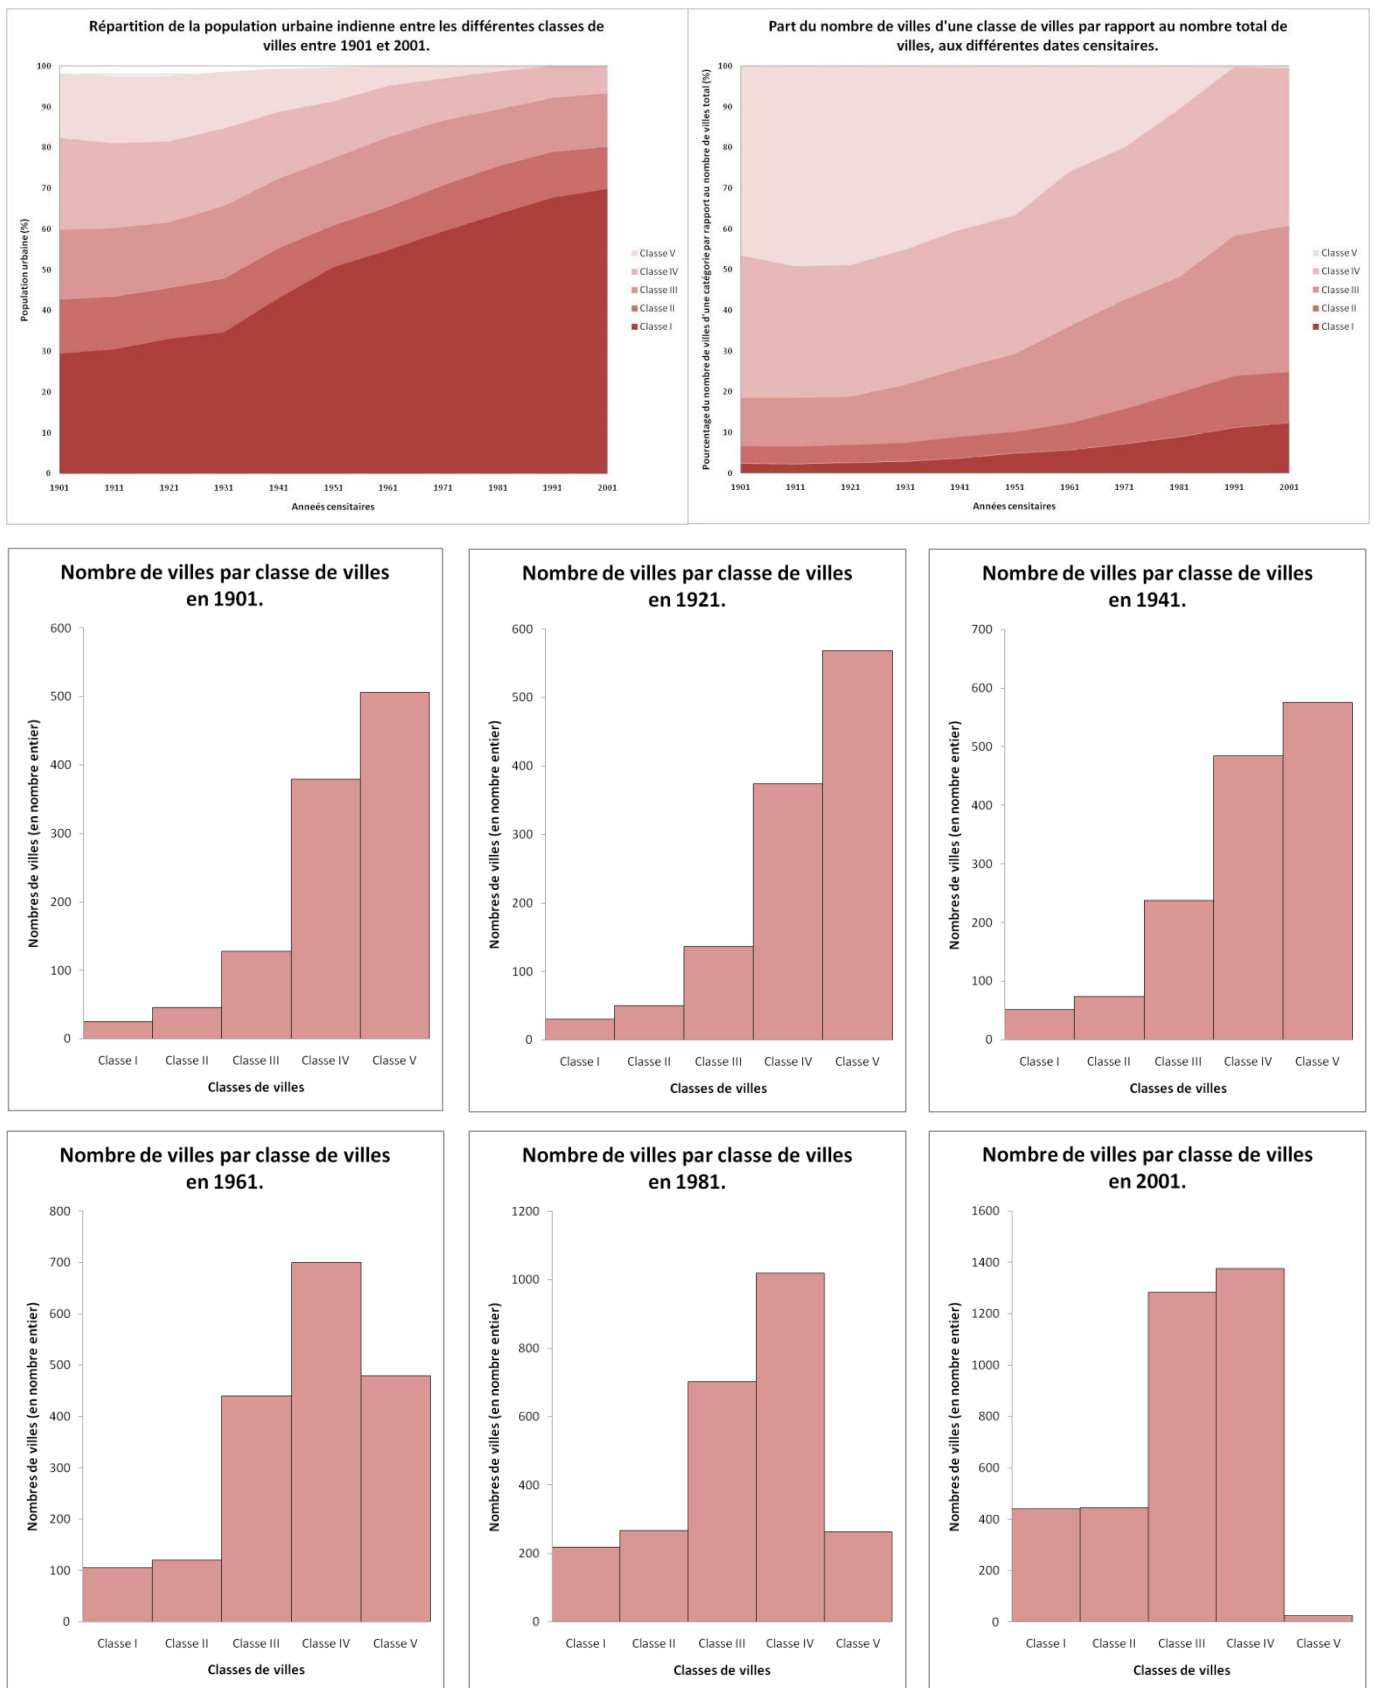 Répartition de la population urbaine indienne entre les différentes classes de
villes entre 1901 et 2001.
Population urbaine (%)
100
90
80
70
60
50
40
30
20
10
0
1901 1911 1921 1931 1941 1951 1961 1971 1981 1991 2001
Anneés censitaires
Classe V
Classe IV
Classe III
Classe II
Classe I
Part du nombre de villes d'une classe de villes par rapport au nombre total de
villes, aux différentes dates censitaires.
Pourcentage du nombre de villes d'une catégorie par rapport au nombre de villes total (%)
100
90
80
70
60
50
40
30
20
10
0
1901 1911 1921 1931 1941 1951 1961 1971 1981 1991 2001
Années censitaires
Classe V
Classe IV
Classe III
Classe II
Classe I
Nombre de villes par classe de villes
en 1901.
Nombres de villes (en nombre entier)
600
500
400
300
200
100
0
Classe I Classe II Classe III Classe IV Classe V
Classes de villes
Nombre de villes par classe de villes
en 1921.
Nombres de villes (en nombre entier)
600
500
400
300
200
100
0
Classe I Classe II Classe III Classe IV Classe V
Classes de villes
Nombre de villes par classe de villes
en 1941.
Nombres de villes (en nombre entier)
700
600
500
400
300
200
100
0
Classe I Classe II Classe III Classe IV Classe V
Classes de villes
Nombre de villes par classe de villes
en 1961.
Nombres de villes (en nombre entier)
800
700
600
500
400
300
200
100
0
Classe I Classe II Classe III Classe IV Classe V
Classes de villes
Nombre de villes par classe de villes
en 1981.
Nombres de villes (en nombre entier)
1200
1000
800
600
400
200
0
Classe I Classe II Classe III Classe IV Classe V
Classes de villes
Nombre de villes par classe de villes
en 2001.
Nombres de villes (en nombre entier)
1600
1400
1200
1000
800
600
400
200
0
Classe I Classe II Classe III Classe IV Classe V
Classes de villes